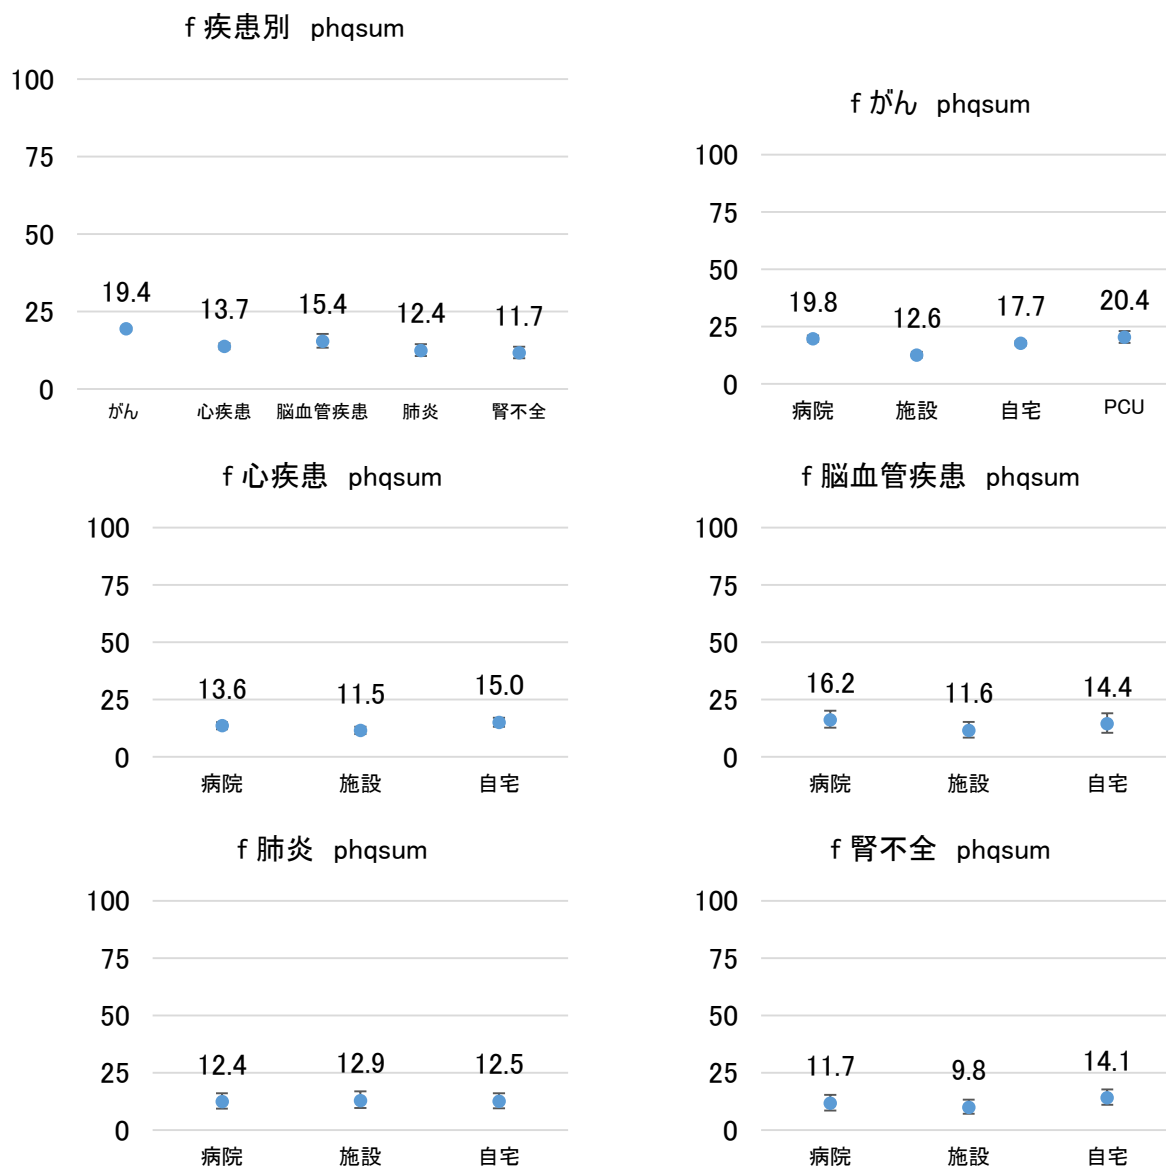 f 疾患別 phqsum
100
75
50
25
0
19.4
13.7
15.4
12.4
11.7
がん
心疾患
脳血管疾患
肺炎
腎不全
f がん phqsum
100
75
50
25
0
19.8
12.6
17.7
20.4
病院
施設
自宅
PCU
f 心疾患 phqsum
100
75
50
25
0
13.6
11.5
15.0
病院
施設
自宅
f 脳血管疾患 phqsum
100
75
50
25
0
16.2
11.6
14.4
病院
施設
自宅
f 肺炎 phqsum
100
75
50
25
0
12.4
12.9
12.5
病院
施設
自宅
f 腎不全 phqsum
100
75
50
25
0
11.7
9.8
14.1
病院
施設
自宅